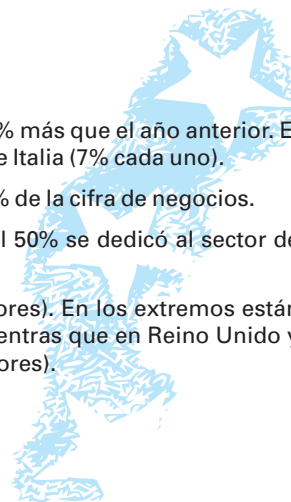 % más que el año anterior. E
e Italia (7% cada uno).
% de la cifra de negocios.
l 50% se dedicó al sector de
ores). En los extremos están
entras que en Reino Unido y
ores).